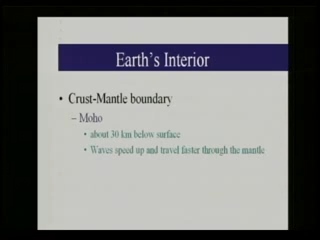 Earth's Interior
• Crust-Mantle boundary
– Moho
• about 30 km below surface
• Waves speed up and travel faster through the mantle